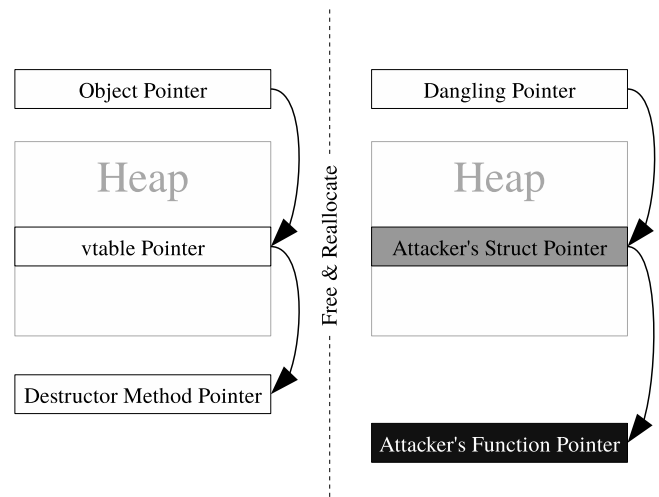 Object Pointer
Heap
vtable Pointer
Destructor Method Pointer
Free & Reallocate
Dangling Pointer
Heap
Attacker's Struct Pointer
Attacker's Function Pointer